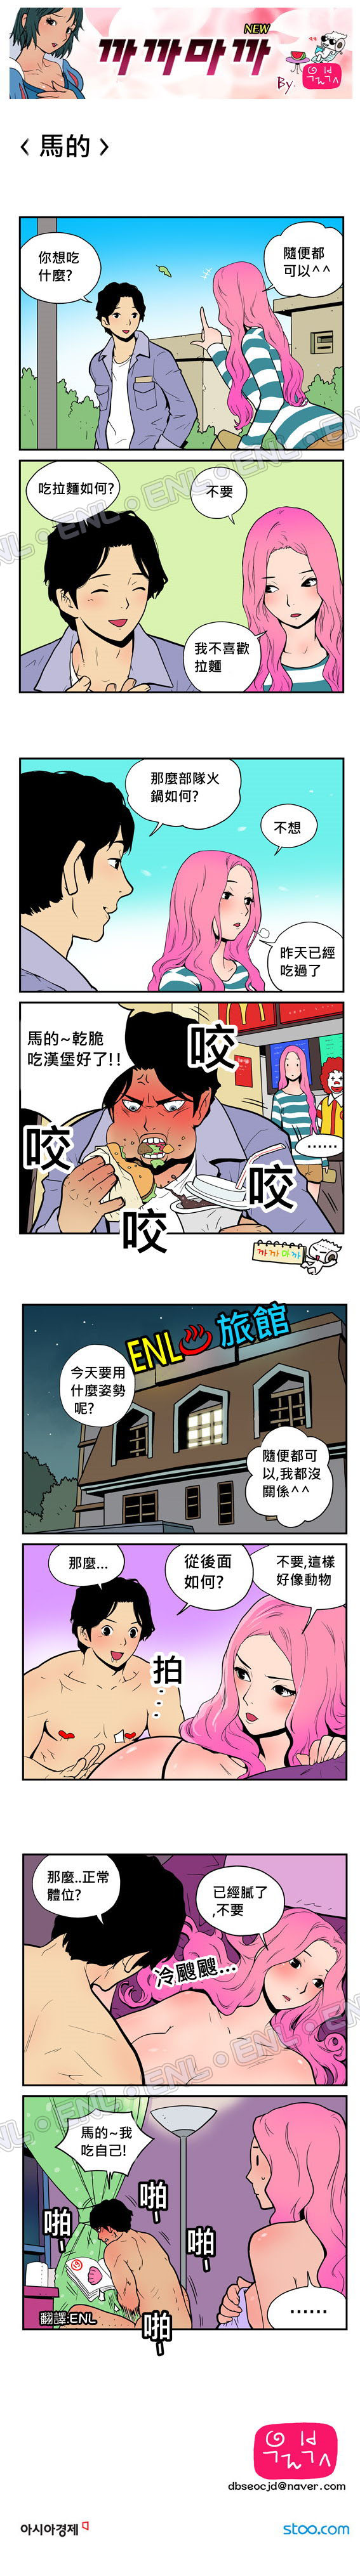 NEW
까까마까
By.
윤보
< 馬的 >
你想吃
什麼?
隨便都
可以^^
吃拉麵如何?
不要
我不喜歡
拉麵
那麼部隊火
鍋如何?
不想
昨天已經
吃過了
馬的~乾脆
吃漢堡好了!!
咬
咬
咬
咬
......
까까마까
ENL♨旅館
今天要用
什麼姿勢
呢?
隨便都可
以,我都沒
關係^^
那麼...
從後面
如何?
不要,這樣
好像動物
拍
...
那麼..正常
體位?
已經膩了
,不要
冷颼颼...
馬的~我
吃自己!
啪
啪
啪
啪
......
翻譯:ENL
dbseocjd@naver.com
아시아경제
stoo.com